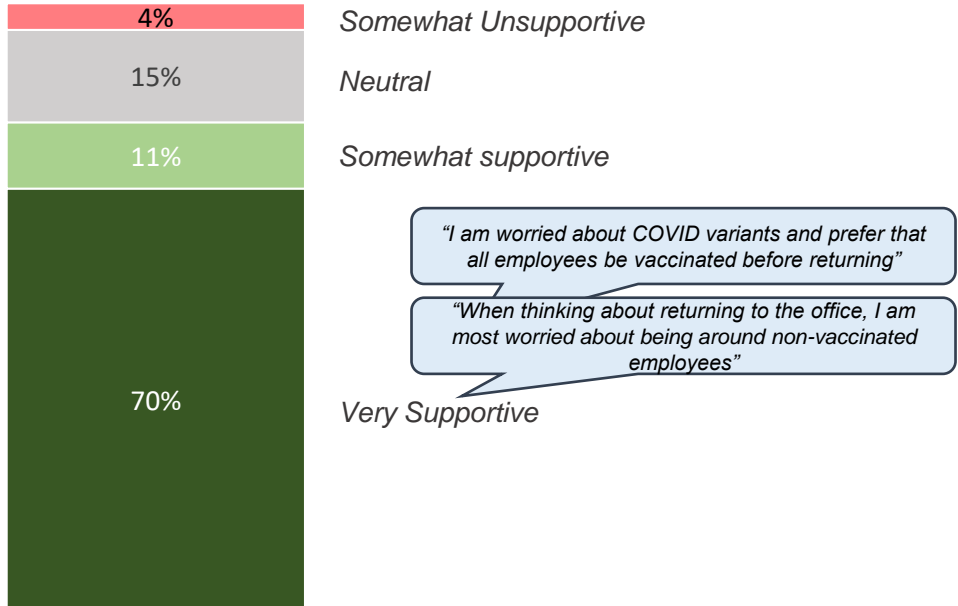 4%
Somewhat Unsupportive
15%
Neutral
11%
Somewhat supportive
“I am worried about COVID variants and prefer that
all employees be vaccinated before returning”
“When thinking about returning to the office, I am
most worried about being around non-vaccinated
employees”
70%
Very Supportive